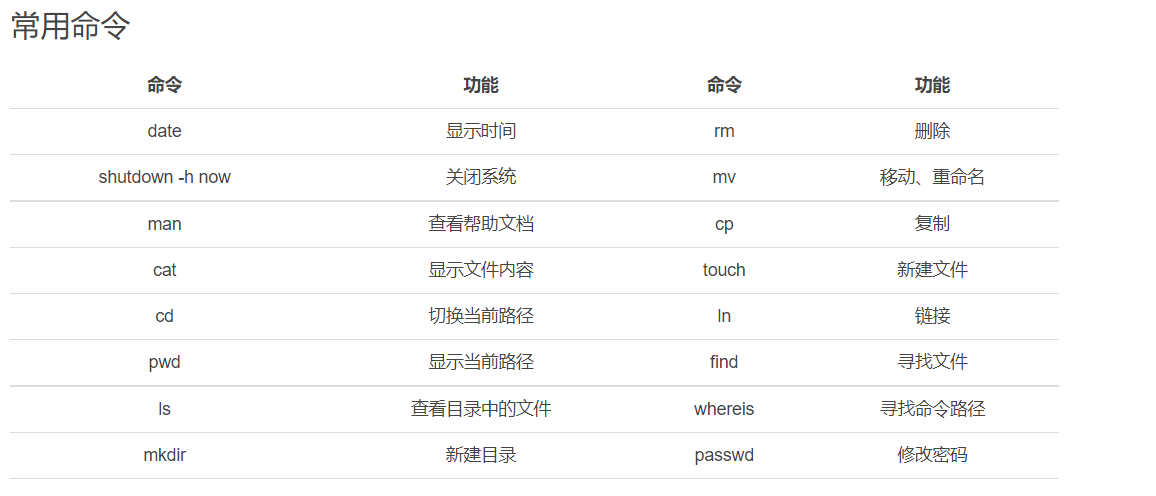 常用命令
命令 功能 命令 功能
date 显示时间 rm 删除
shutdown -h now 关闭系统 mv 移动、重命名
man 查看帮助文档 cp 复制
cat 显示文件内容 touch 新建文件
cd 切换当前路径 ln 链接
pwd 显示当前路径 find 寻找文件
ls 查看目录中的文件 whereis 寻找命令路径
mkdir 新建目录 passwd 修改密码